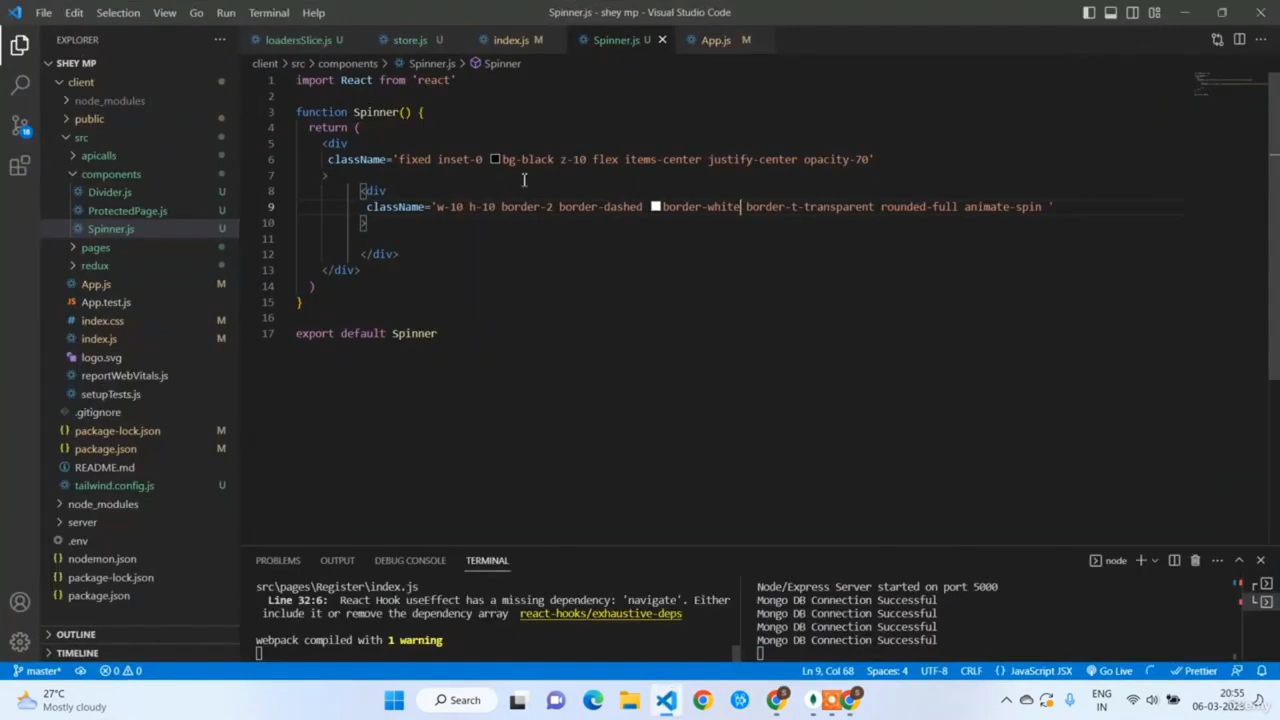 File Edit Selection View Go Run Terminal Help
Spinner.js - shey mp - Visual Studio Code
EXPLORER
loadersSlice.js U
store.js U
index.js M
Spinner.js U
App.js M
client > src > components > Spinner.js > Spinner
SHEY MP
client
node_modules
public
src
apicalls
components
Divider.js U
ProtectedPage.js U
Spinner.js U
pages
redux
App.js M
App.test.js
index.css M
index.js M
logo.svg
reportWebVitals.js
setupTests.js
.gitignore
package-lock.json M
package.json M
README.md
tailwind.config.js U
node_modules
server
.env
nodemon.json
package-lock.json
package.json
OUTLINE
TIMELINE
1 import React from 'react'
2
3 function Spinner() {
4 return (
5 <div
6 className='fixed inset-0 bg-black z-10 flex items-center justify-center opacity-70'
7 >
8 <div
9 className='w-10 h-10 border-2 border-dashed border-white border-t-transparent rounded-full animate-spin '
10 >
11
12 </div>
13 </div>
14 )
15 }
16
17 export default Spinner
PROBLEMS OUTPUT DEBUG CONSOLE TERMINAL
node
src\pages\Register\index.js
Line 32:6: React Hook useEffect has a missing dependency: 'navigate'. Either
include it or remove the dependency array react-hooks/exhaustive-deps
webpack compiled with 1 warning
Node/Express Server started on port 5000
Mongo DB Connection Successful
Mongo DB Connection Successful
Mongo DB Connection Successful
Mongo DB Connection Successful
master* 0 0
Ln 9, Col 68 Spaces: 4 UTF-8 CRLF {} JavaScript JSX Go Live Prettier
18
27°C
Mostly cloudy
Search
ENG
IN
20:55